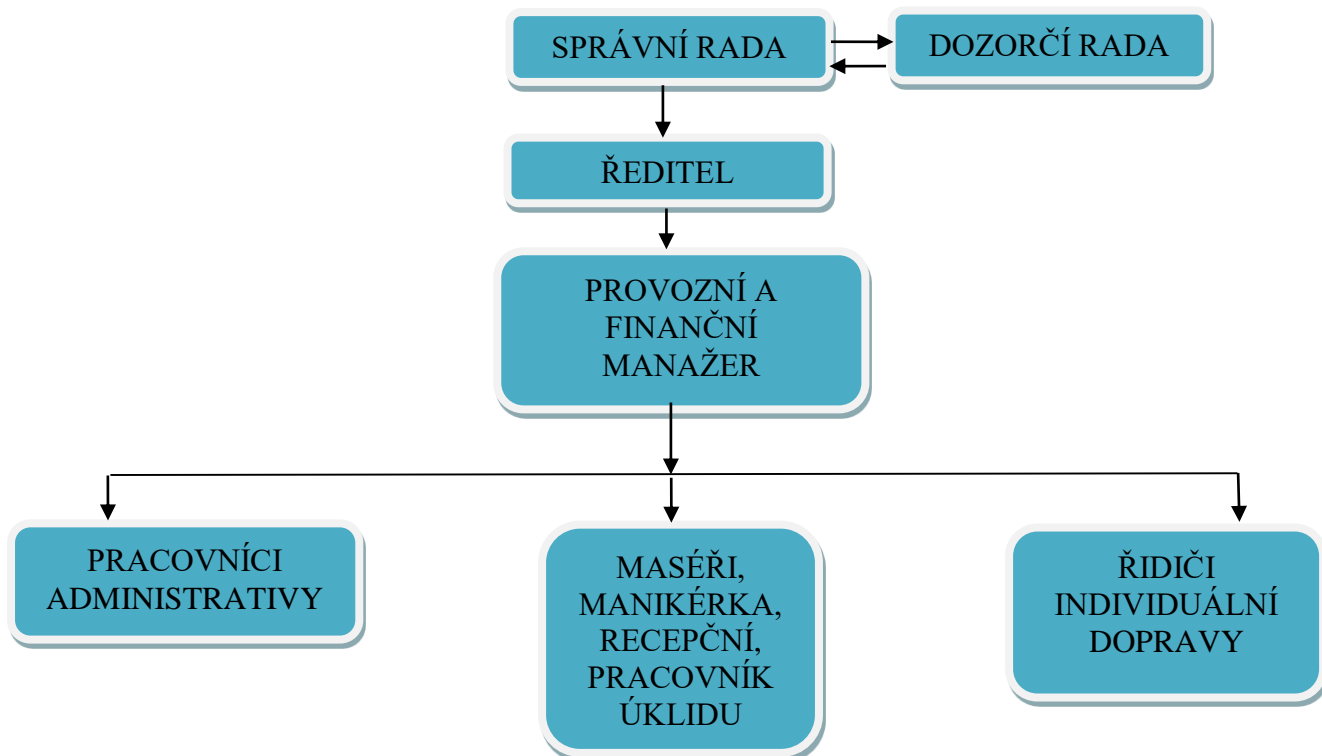 SPRÁVNÍ RADA
DOZORČÍ RADA
ŘEDITEL
PROVOZNÍ A
FINANČNÍ
MANAŽER
PRACOVNÍCI
ADMINISTRATIVY
MASÉŘI,
MANIKÉRKA,
RECEPČNÍ,
PRACOVNÍK
ÚKLIDU
ŘIDIČI
INDIVIDUÁLNÍ
DOPRAVY